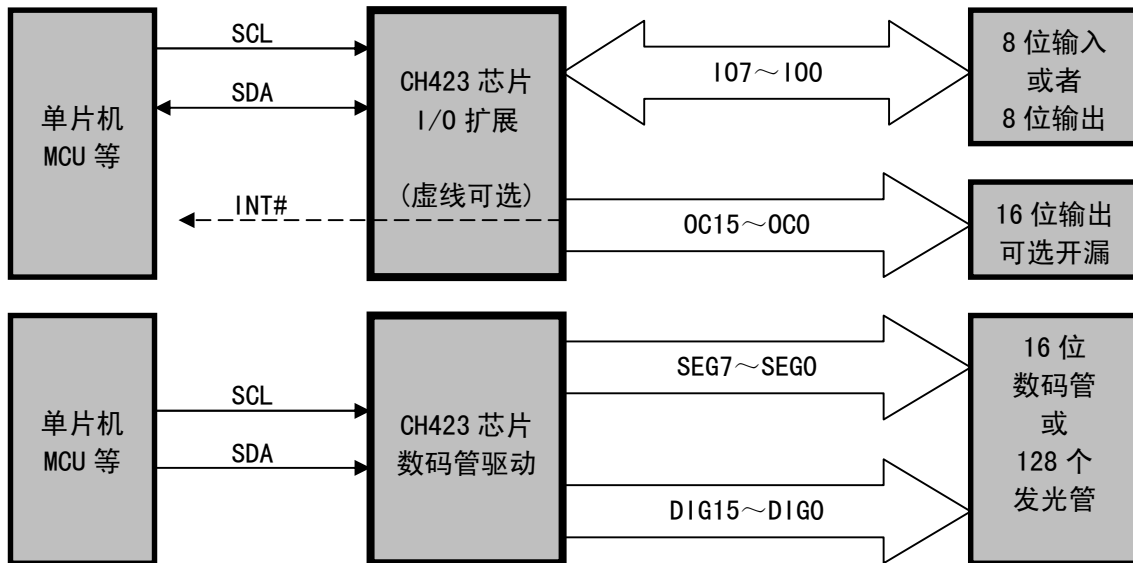 单片机
MCU 等
SCL
SDA
INT#
CH423 芯片
I/O 扩展
(虚线可选)
IO7～IO0
OC15～OC0
8 位输入
或者
8 位输出
16 位输出
可选开漏
单片机
MCU 等
SCL
SDA
CH423 芯片
数码管驱动
SEG7～SEG0
DIG15～DIG0
16 位
数码管
或
128 个
发光管